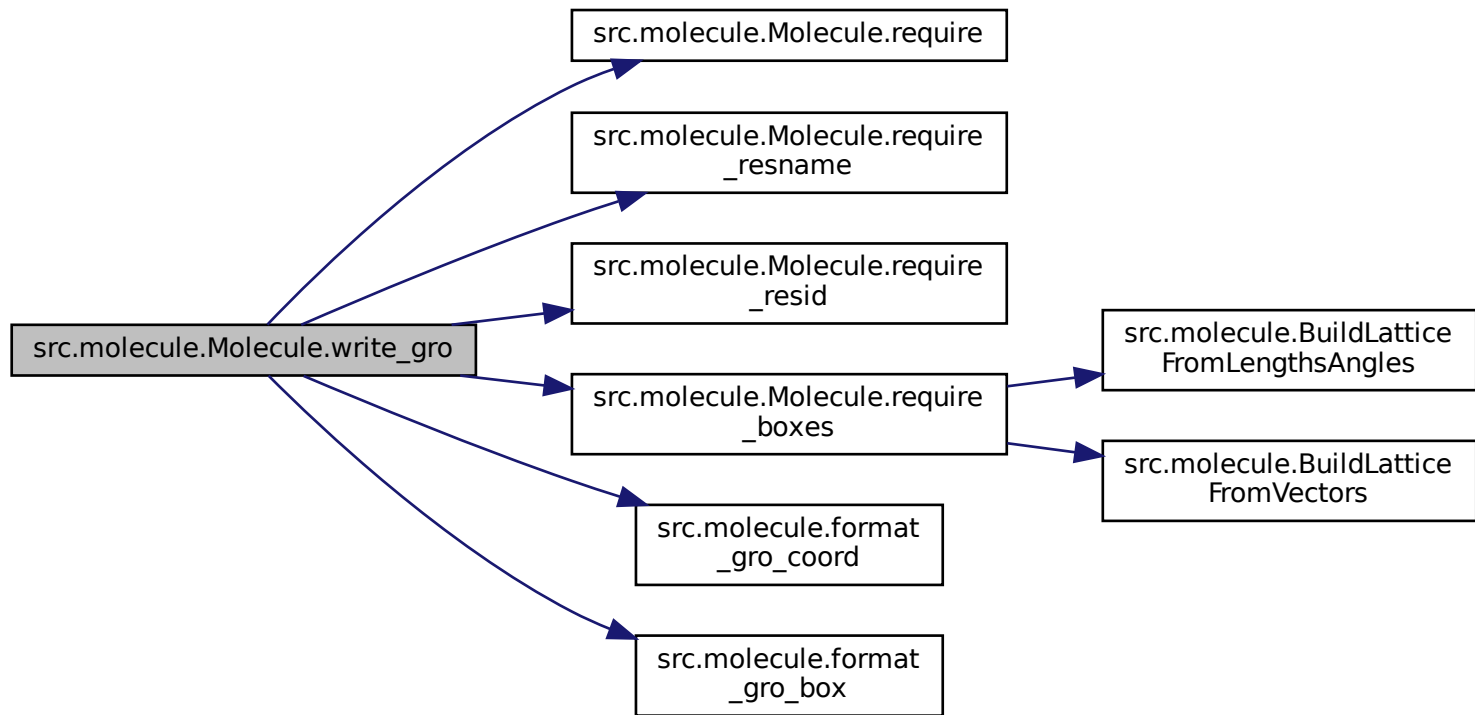 src.molecule.Molecule.write_gro
src.molecule.Molecule.require
src.molecule.Molecule.require
_resname
src.molecule.Molecule.require
_resid
src.molecule.Molecule.require
_boxes
src.molecule.format
_gro_coord
src.molecule.format
_gro_box
src.molecule.BuildLattice
FromLengthsAngles
src.molecule.BuildLattice
FromVectors